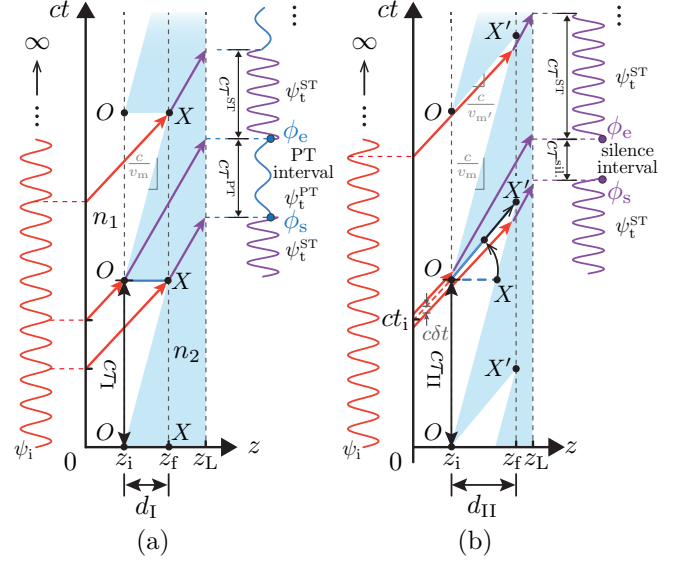 ct
∞
⋮
O
X
c/v_m
n_1
O
X
n_2
cτ_I
O
X
ψ_i
0
z_i
z_f
z_L
z
d_I
(a)
⋮
cτ^ST
ψ_t^ST
ϕ_e
PT
interval
cτ^PT
ψ_t^PT
ϕ_s
ψ_t^ST
ct
∞
⋮
X′
O
c/v_m′
c/v_m
X′
O
X
ct_i
cδt
cτ_II
X′
O
ψ_i
0
z_i
z_f
z_L
z
d_II
(b)
⋮
cτ^ST
ψ_t^ST
ϕ_e
silence
interval
cτ^sil.
ϕ_s
ψ_t^ST